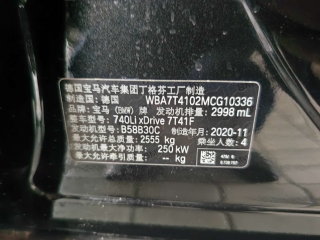 德国宝马汽车集团丁格芬工厂制造
制造国：德国 WBA7T4102MCG10336
品牌：宝马 (BMW) 发动机排量：2998 mL
整车型号：740Li xDrive 7T41F
发动机型号：B58B30C 制造年月：2020-11
最大允许总质量：2555 kg 乘坐人数：4
发动机最大净功率：250 kW
最大允许牵引质量：-- kg